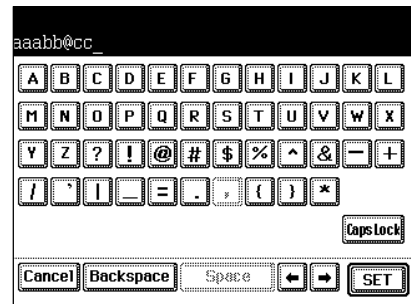 aaabb@cc_
A B C D E F G H I J K L
M N O P Q R S T U V W X
Y Z ? ! @ # $ % ^ & - +
/ ' | _ = . , { } *
Caps Lock
Cancel Backspace Space ← → SET